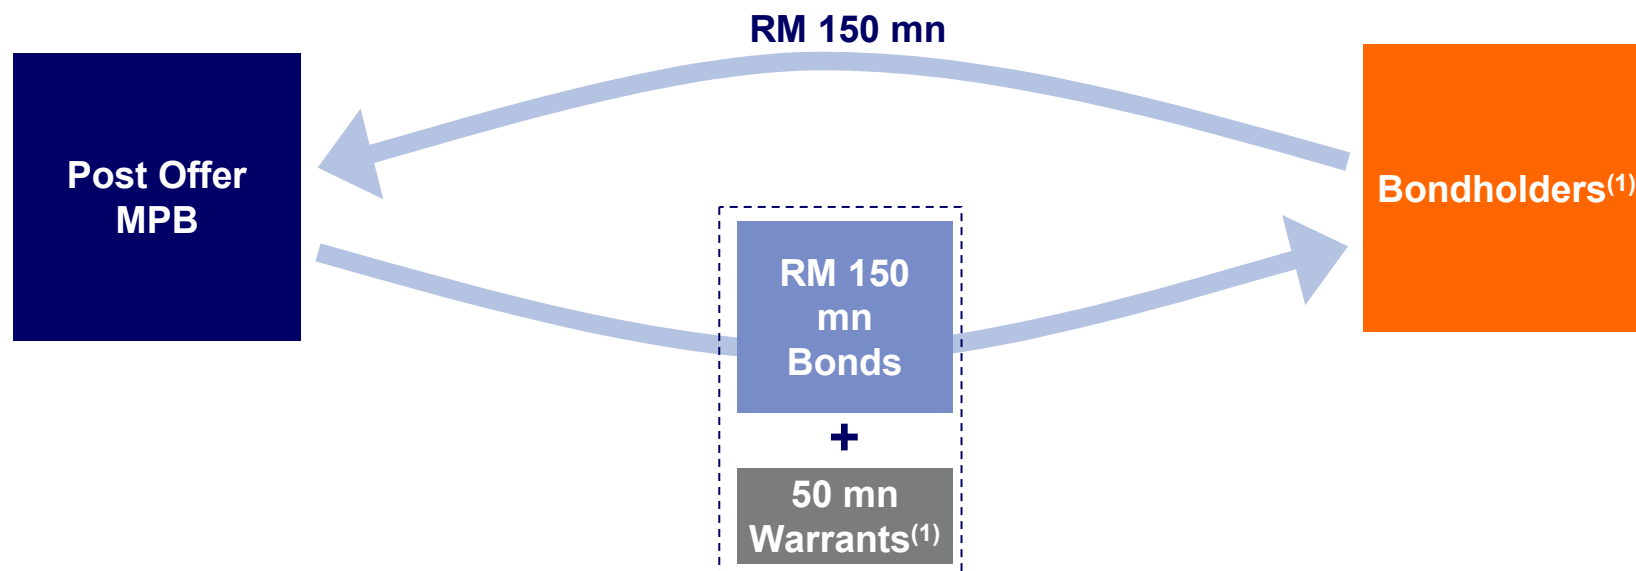 RM 150 mn
Post Offer
MPB
Bondholders(1)
RM 150
mn
Bonds
+
50 mn
Warrants(1)